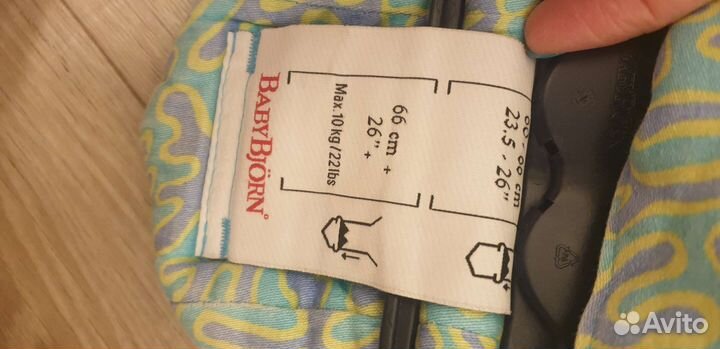 BABYBJÖRN®
Max. 10 kg/22lbs
66 cm +
26" +
23.5 - 26"
Avito